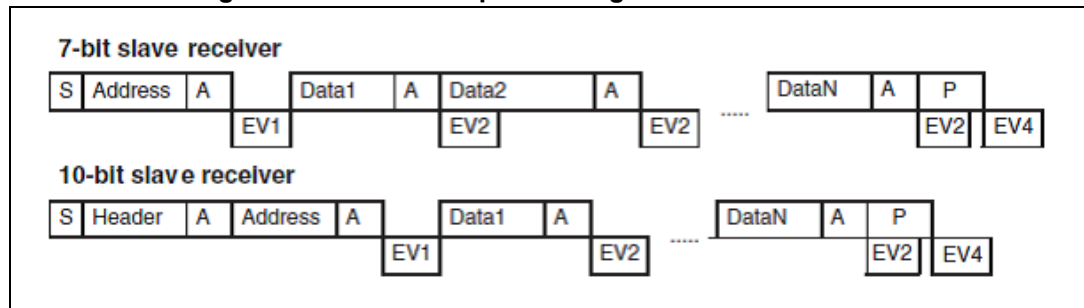 7-bit slave receiver
S Address A Data1 A Data2 A ..... DataN A P
EV1 EV2 EV2 EV2 EV4
10-bit slave receiver
S Header A Address A Data1 A ..... DataN A P
EV1 EV2 EV2 EV4